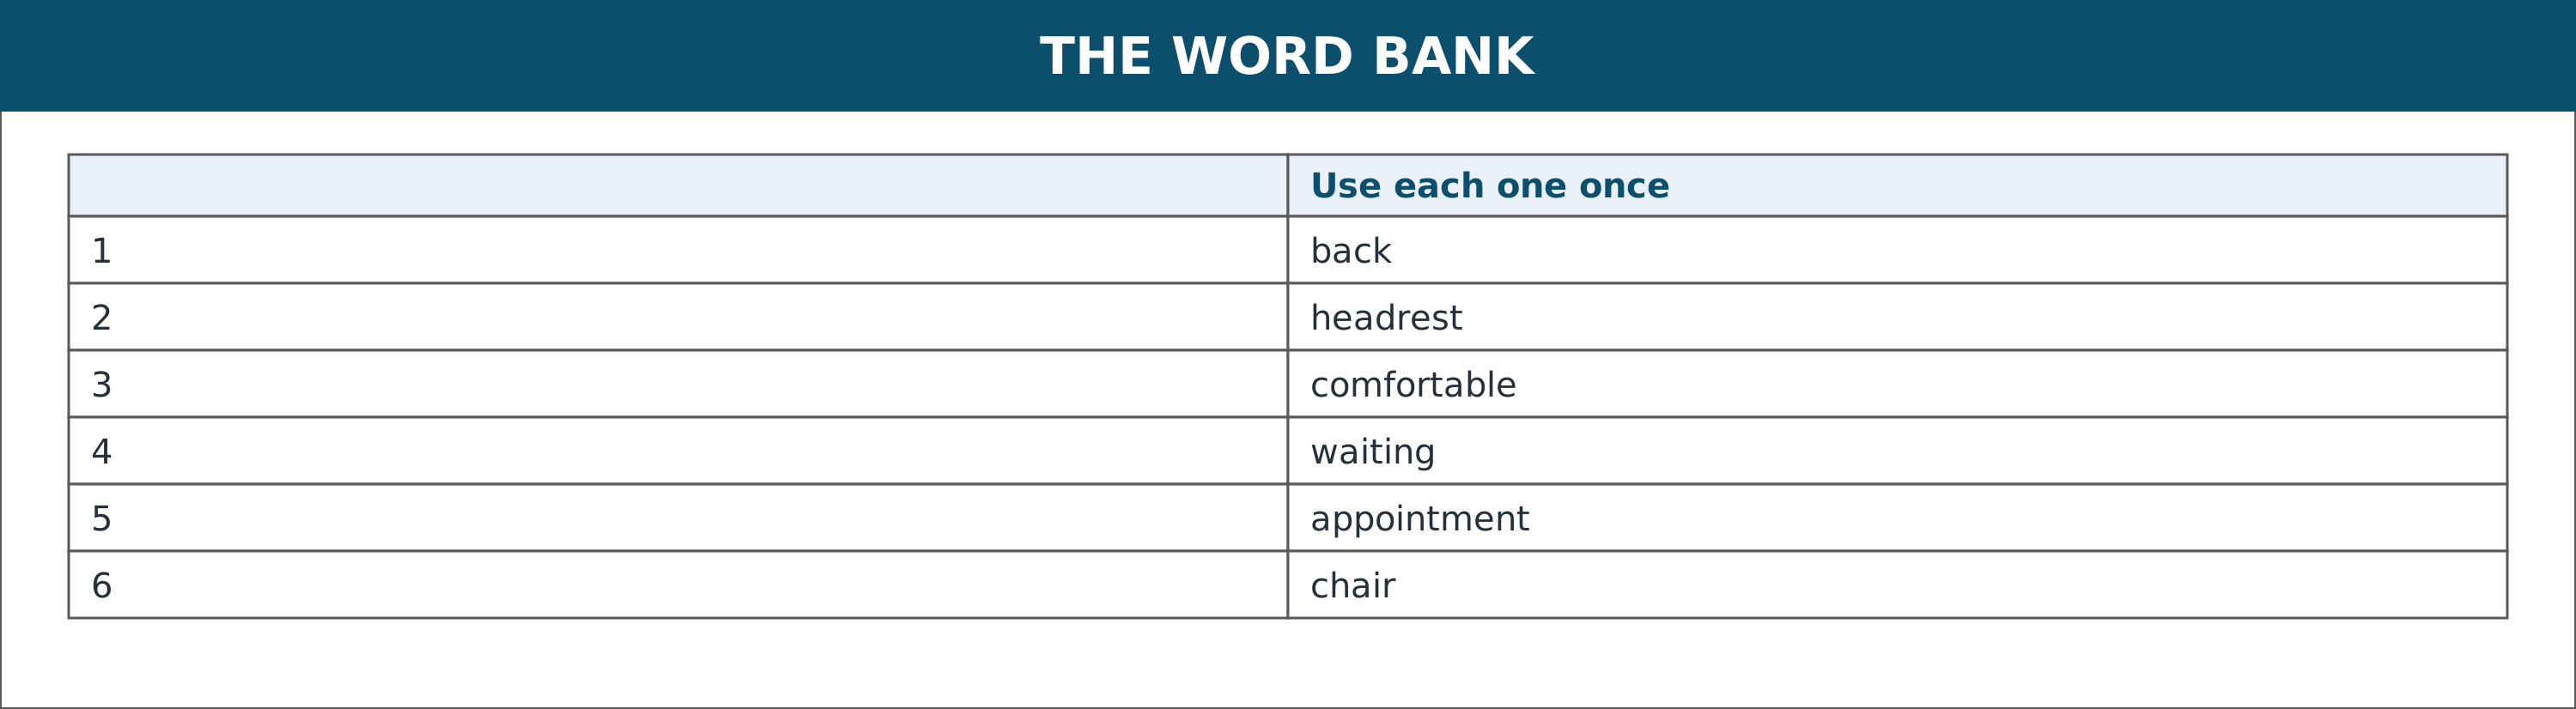 THE WORD BANK
Use each one once
1 back
2 headrest
3 comfortable
4 waiting
5 appointment
6 chair